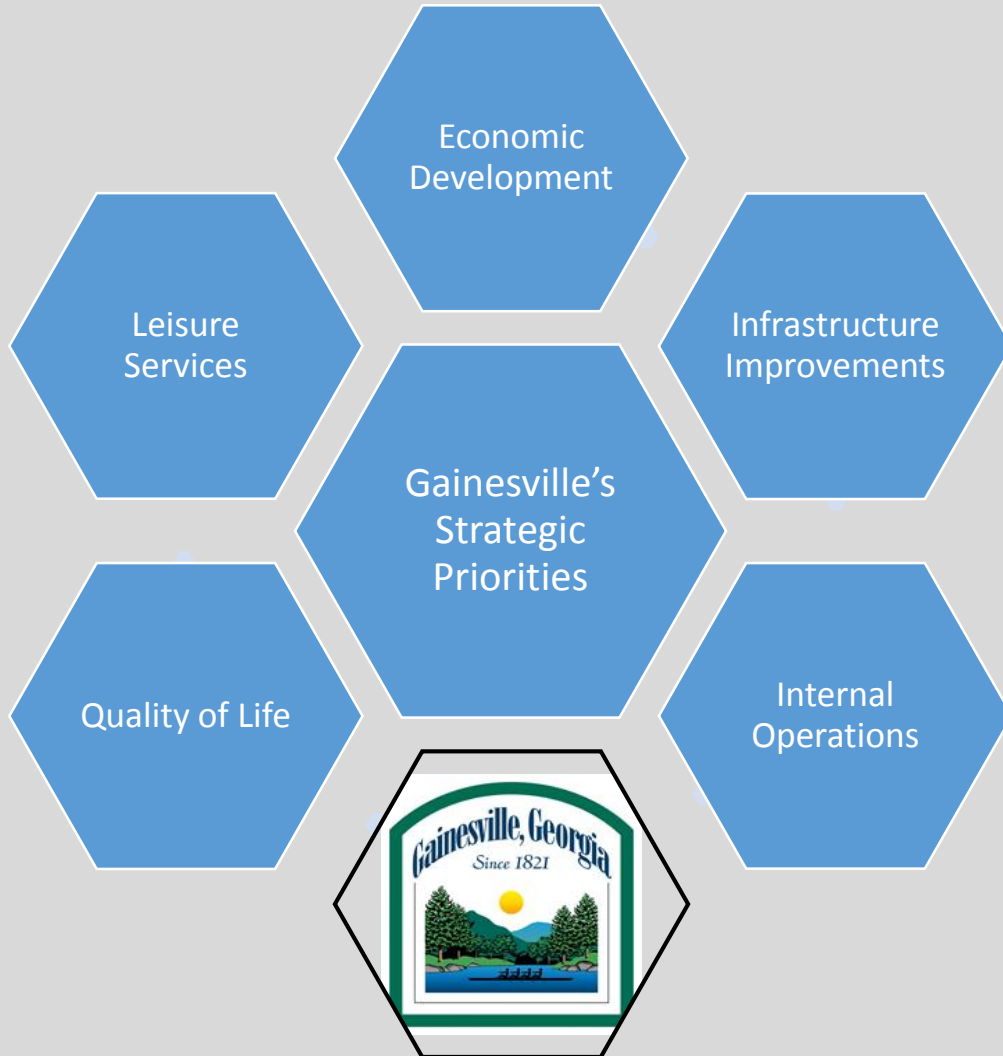 Economic
Development
Leisure
Services
Infrastructure
Improvements
Gainesville’s
Strategic
Priorities
Quality of Life
Internal
Operations
Gainesville, Georgia
Since 1821